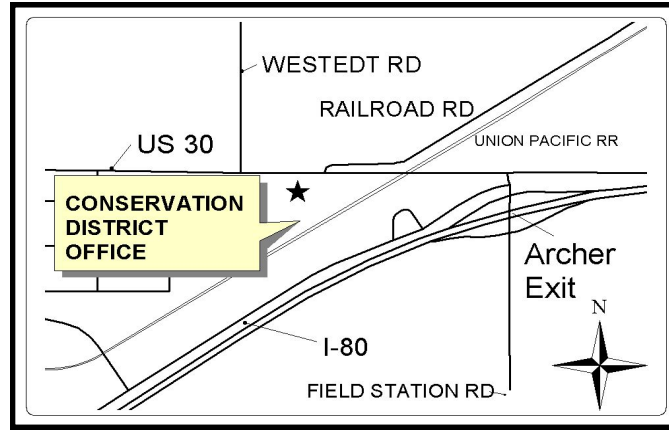 WESTEDT RD
RAILROAD RD
UNION PACIFIC RR
US 30
CONSERVATION
DISTRICT
OFFICE
Archer
Exit
N
I-80
FIELD STATION RD